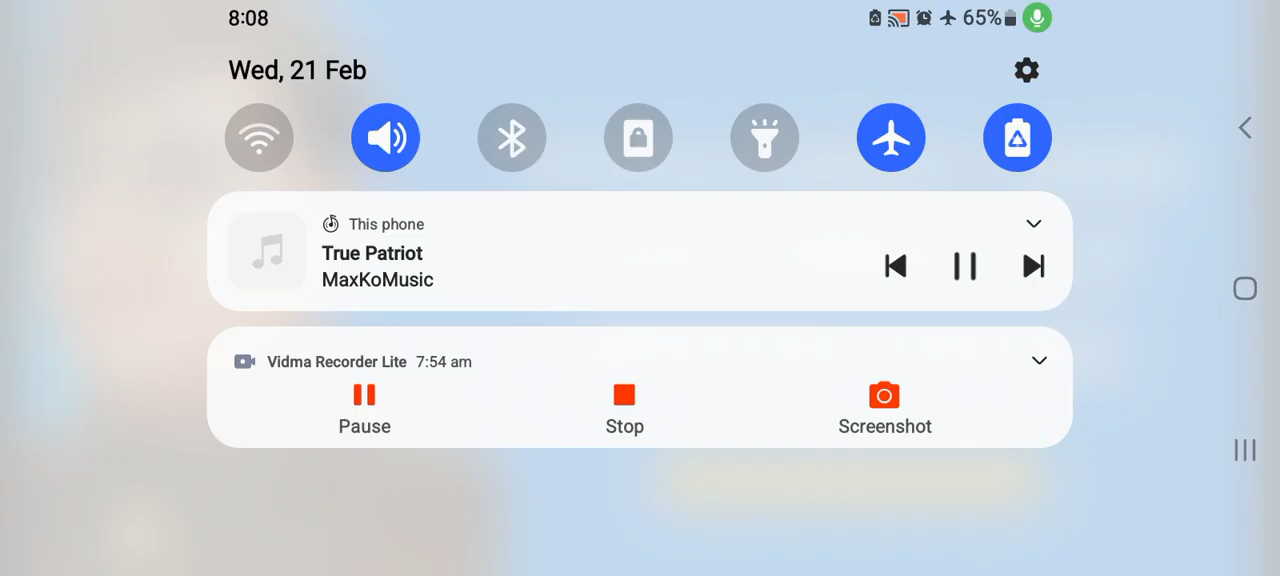 8:08
65%
Wed, 21 Feb
This phone
True Patriot
MaxKoMusic
Vidma Recorder Lite 7:54 am
Pause Stop Screenshot